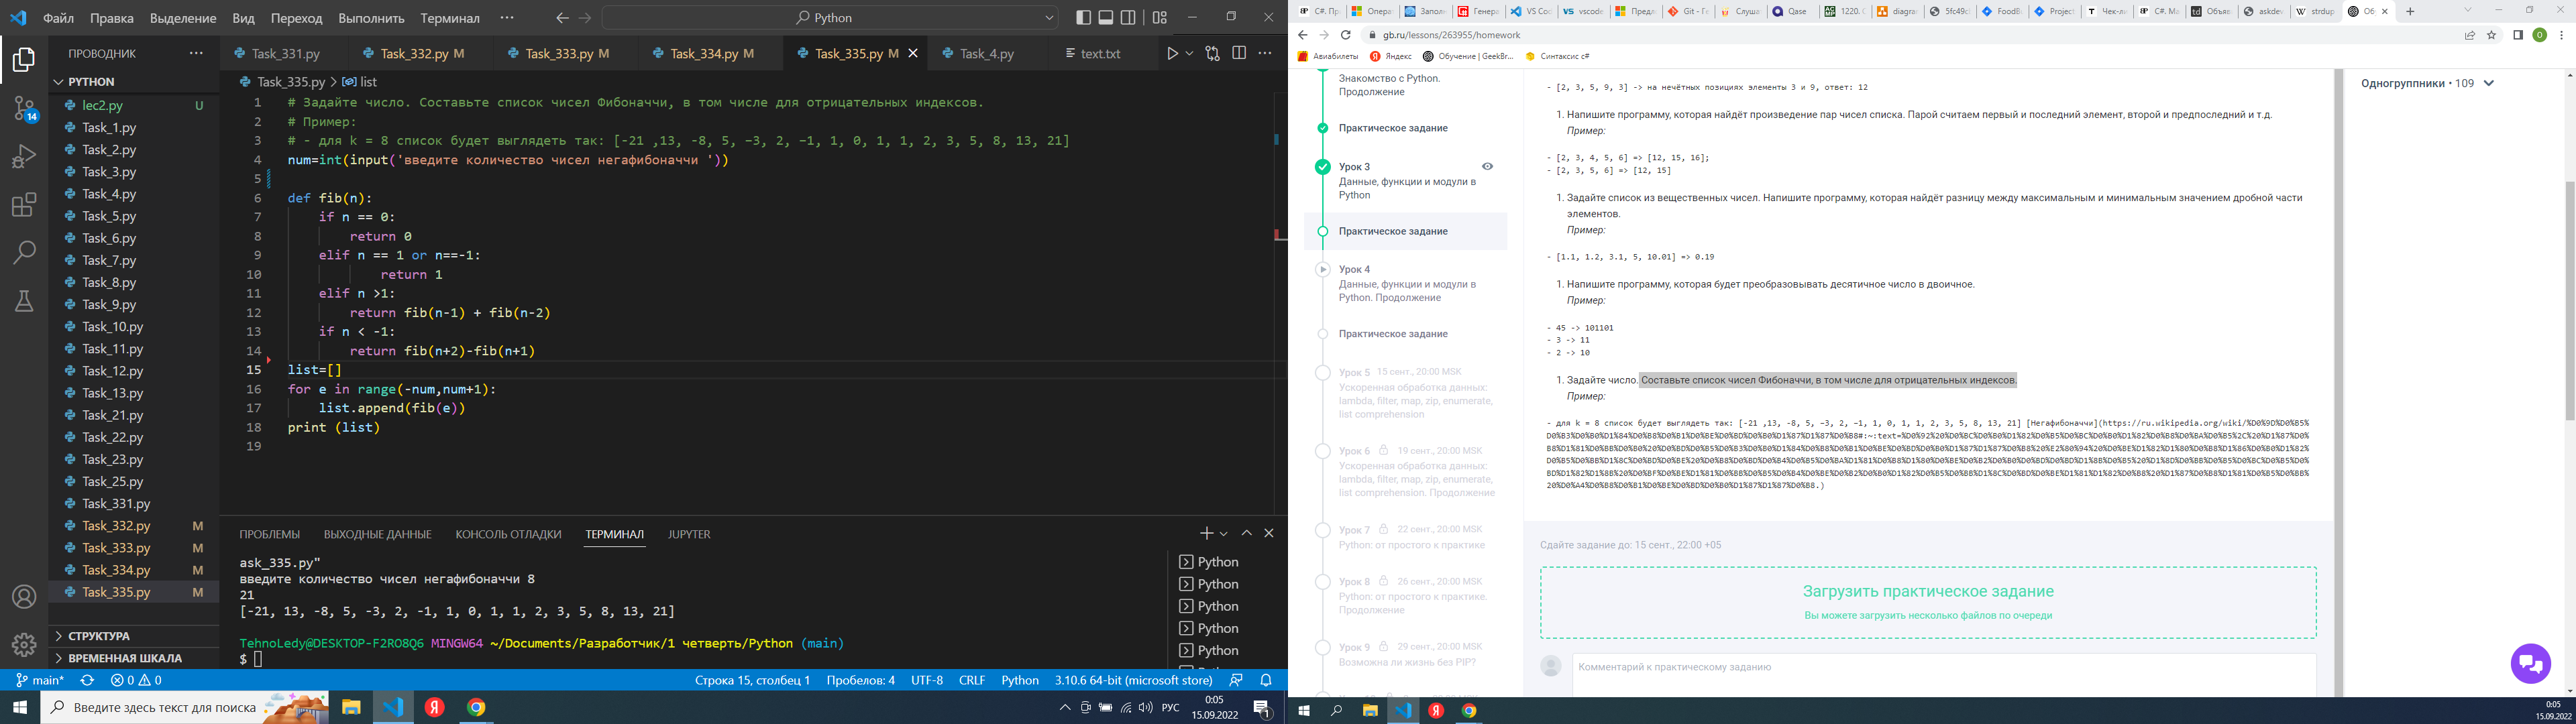 Файл Правка Выделение Вид Переход Выполнить Терминал ··· Python
ПРОВОДНИК ···
PYTHON
lec2.py U
Task_1.py
Task_2.py
Task_3.py
Task_4.py
Task_5.py
Task_6.py
Task_7.py
Task_8.py
Task_9.py
Task_10.py
Task_11.py
Task_12.py
Task_13.py
Task_21.py
Task_22.py
Task_23.py
Task_25.py
Task_331.py
Task_332.py M
Task_333.py M
Task_334.py M
Task_335.py M
СТРУКТУРА
ВРЕМЕННАЯ ШКАЛА
14
Task_331.py Task_332.py M Task_333.py M Task_334.py M Task_335.py M Task_4.py text.txt
Task_335.py > list
1 # Задайте число. Составьте список чисел Фибоначчи, в том числе для отрицательных индексов.
2 # Пример:
3 # - для k = 8 список будет выглядеть так: [-21 ,13, -8, 5, −3, 2, −1, 1, 0, 1, 1, 2, 3, 5, 8, 13, 21]
4 num=int(input('введите количество чисел негафибоначчи '))
5
6 def fib(n):
7 if n == 0:
8 return 0
9 elif n == 1 or n==-1:
10 return 1
11 elif n >1:
12 return fib(n-1) + fib(n-2)
13 if n < -1:
14 return fib(n+2)-fib(n+1)
15 list=[]
16 for e in range(-num,num+1):
17 list.append(fib(e))
18 print (list)
19
ПРОБЛЕМЫ ВЫХОДНЫЕ ДАННЫЕ КОНСОЛЬ ОТЛАДКИ ТЕРМИНАЛ JUPYTER
ask_335.py"
введите количество чисел негафибоначчи 8
21
[-21, 13, -8, 5, -3, 2, -1, 1, 0, 1, 1, 2, 3, 5, 8, 13, 21]
TehnoLedy@DESKTOP-F2RO8Q6 MINGW64 ~/Documents/Разработчик/1 четверть/Python (main)
$
Python
Python
Python
Python
Python
main* 0 0 Строка 15, столбец 1 Пробелов: 4 UTF-8 CRLF Python 3.10.6 64-bit (microsoft store)
Введите здесь текст для поиска РУС 0:05
15.09.2022 1
C#. Пр Опера Заполн Генера VS Cod vscode Предл Git - Ге Слуша Qase 1220. С diagra 5fc49cl FoodB Project Чек-ли C#. Ма Объяв askdev strdup Обу
gb.ru/lessons/263955/homework
Авиабилеты Яндекс Обучение | GeekBr... Синтаксис c#
Знакомство с Python.
Продолжение
Практическое задание
Урок 3
Данные, функции и модули в
Python
Практическое задание
Урок 4
Данные, функции и модули в
Python. Продолжение
Практическое задание
Урок 5 15 сент., 20:00 MSK
Ускоренная обработка данных:
lambda, filter, map, zip, enumerate,
list comprehension
Урок 6 19 сент., 20:00 MSK
Ускоренная обработка данных:
lambda, filter, map, zip, enumerate,
list comprehension. Продолжение
Урок 7 22 сент., 20:00 MSK
Python: от простого к практике
Урок 8 26 сент., 20:00 MSK
Python: от простого к практике.
Продолжение
Урок 9 29 сент., 20:00 MSK
Возможна ли жизнь без PIP?
- [2, 3, 5, 9, 3] -> на нечётных позициях элементы 3 и 9, ответ: 12
1. Напишите программу, которая найдёт произведение пар чисел списка. Парой считаем первый и последний элемент, второй и предпоследний и т.д.
Пример:
- [2, 3, 4, 5, 6] => [12, 15, 16];
- [2, 3, 5, 6] => [12, 15]
1. Задайте список из вещественных чисел. Напишите программу, которая найдёт разницу между максимальным и минимальным значением дробной части
элементов.
Пример:
- [1.1, 1.2, 3.1, 5, 10.01] => 0.19
1. Напишите программу, которая будет преобразовывать десятичное число в двоичное.
Пример:
- 45 -> 101101
- 3 -> 11
- 2 -> 10
1. Задайте число. Составьте список чисел Фибоначчи, в том числе для отрицательных индексов.
Пример:
- для k = 8 список будет выглядеть так: [-21 ,13, -8, 5, −3, 2, −1, 1, 0, 1, 1, 2, 3, 5, 8, 13, 21] [Негафибоначчи](https://ru.wikipedia.org/wiki/
Сдайте задание до: 15 сент., 22:00 +05
Загрузить практическое задание
Вы можете загрузить несколько файлов по очереди
Комментарий к практическому заданию
Одногруппники • 109
0:05
15.09.2022